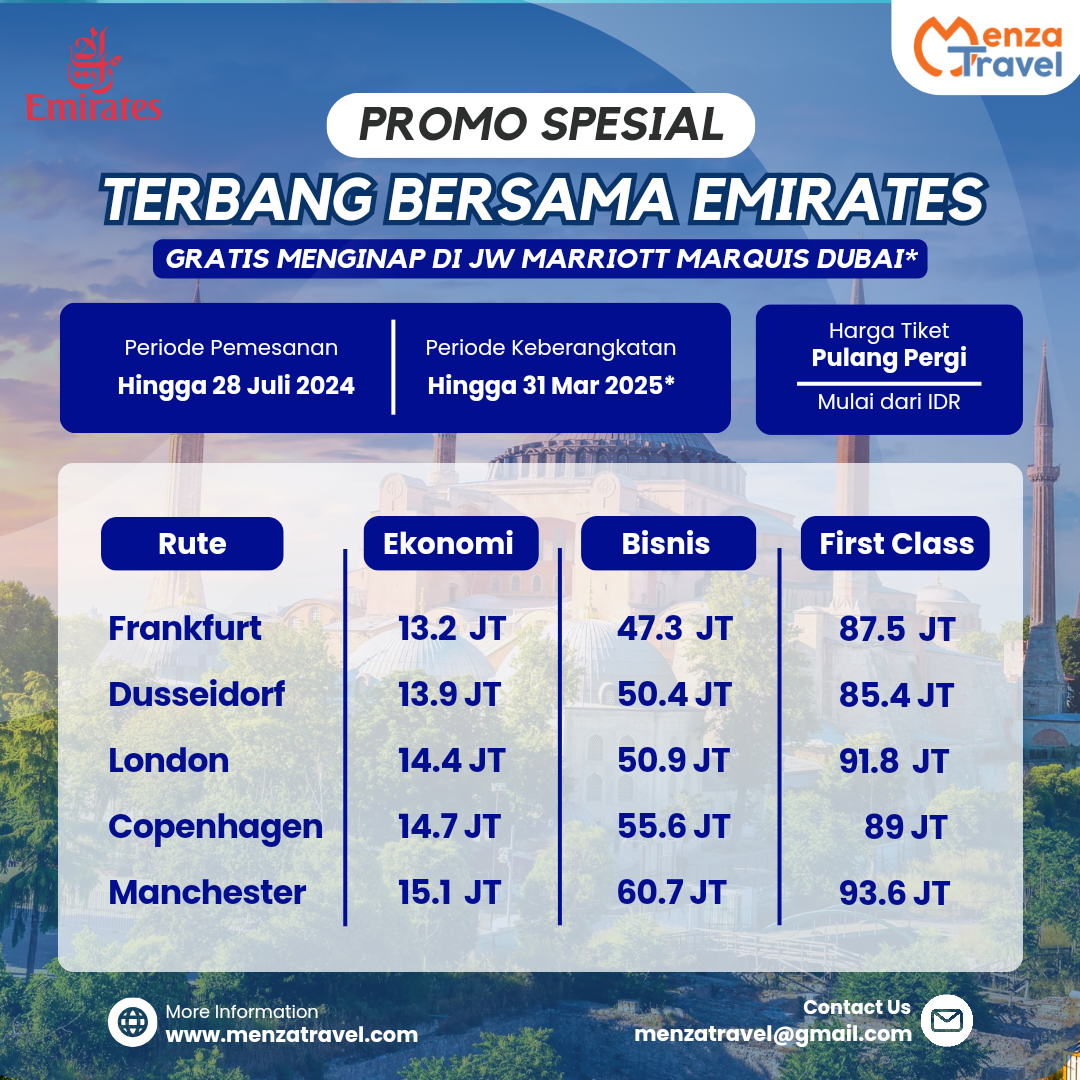 Emirates
Menza
Travel
PROMO SPESIAL
TERBANG BERSAMA EMIRATES
GRATIS MENGINAP DI JW MARRIOTT MARQUIS DUBAI*
Periode Pemesanan
Hingga 28 Juli 2024
Periode Keberangkatan
Hingga 31 Mar 2025*
Harga Tiket
Pulang Pergi
Mulai dari IDR
Rute Ekonomi Bisnis First Class
Frankfurt 13.2 JT 47.3 JT 87.5 JT
Dusseidorf 13.9 JT 50.4 JT 85.4 JT
London 14.4 JT 50.9 JT 91.8 JT
Copenhagen 14.7 JT 55.6 JT 89 JT
Manchester 15.1 JT 60.7 JT 93.6 JT
More Information
www.menzatravel.com
Contact Us
menzatravel@gmail.com